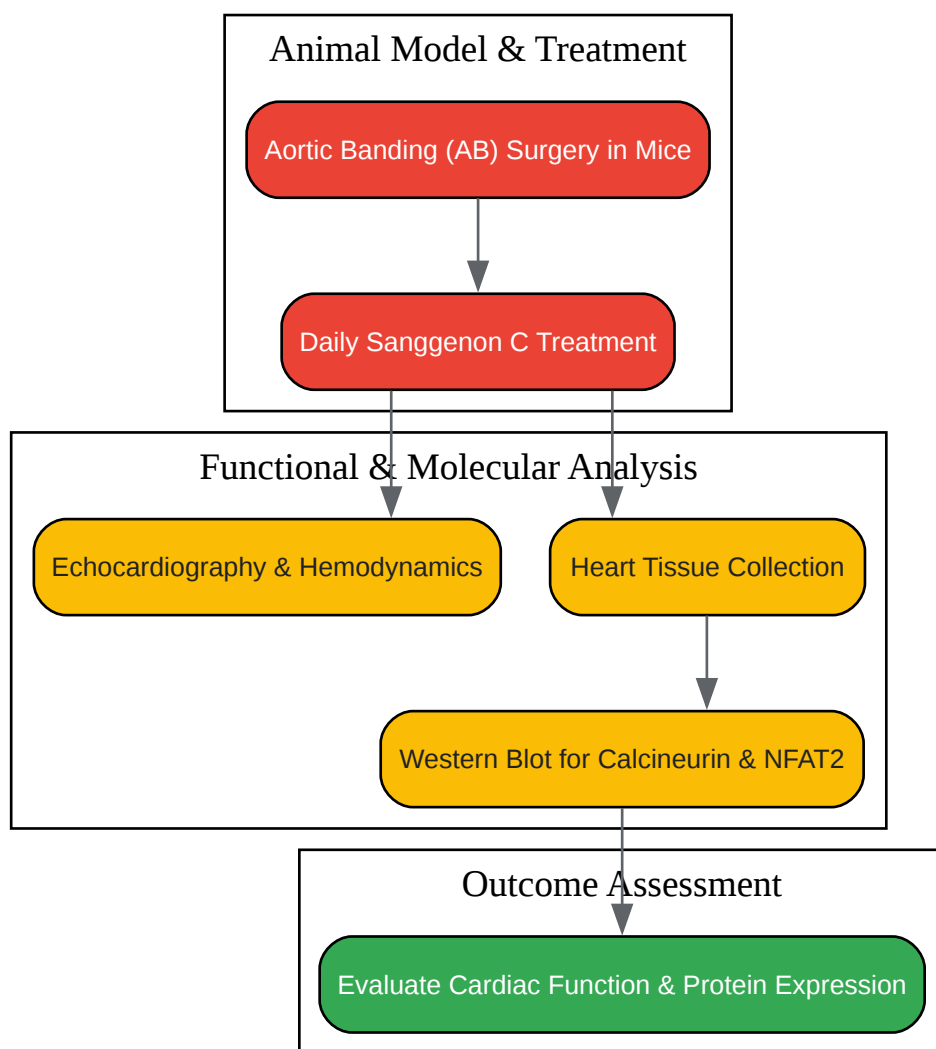 Animal Model & Treatment
Aortic Banding (AB) Surgery in Mice
Daily Sanggenon C Treatment
Functional & Molecular Analysis
Echocardiography & Hemodynamics
Heart Tissue Collection
Western Blot for Calcineurin & NFAT2
Outcome Assessment
Evaluate Cardiac Function & Protein Expression